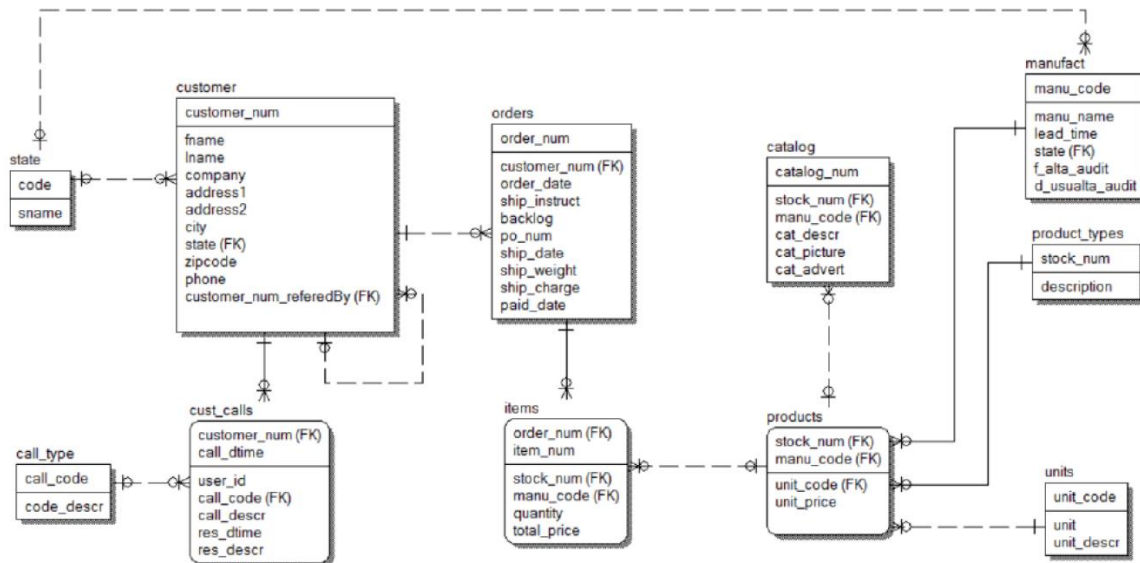 customer
customer_num
fname
lname
company
address1
address2
city
state (FK)
zipcode
phone
customer_num_referedBy (FK)
state
code
sname
orders
order_num
customer_num (FK)
order_date
ship_instruct
backlog
po_num
ship_date
ship_weight
ship_charge
paid_date
catalog
catalog_num
stock_num (FK)
manu_code (FK)
cat_descr
cat_picture
cat_advert
manufact
manu_code
manu_name
lead_time
state (FK)
f_alta_audit
d_usualta_audit
product_types
stock_num
description
cust_calls
customer_num (FK)
call_dtime
user_id
call_code (FK)
call_descr
res_dtime
res_descr
call_type
call_code
code_descr
items
order_num (FK)
item_num
stock_num (FK)
manu_code (FK)
quantity
total_price
products
stock_num (FK)
manu_code (FK)
unit_code (FK)
unit_price
units
unit_code
unit
unit_descr